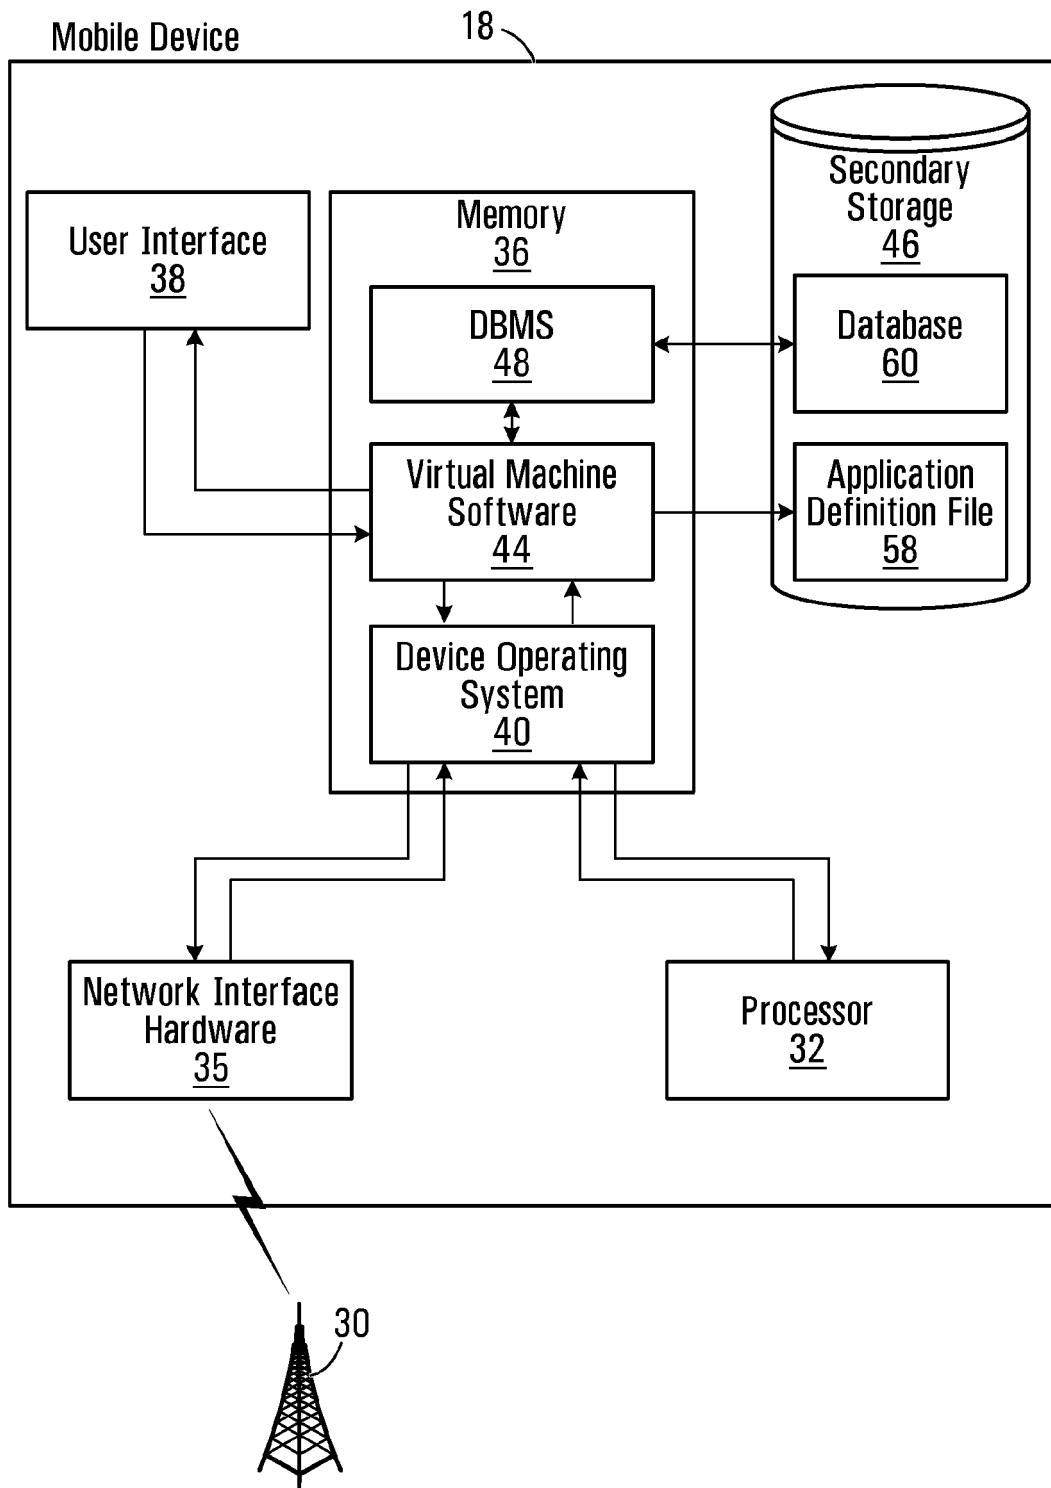 Mobile Device
18
User Interface
38
Memory
36
DBMS
48
Virtual Machine
Software
44
Device Operating
System
40
Secondary
Storage
46
Database
60
Application
Definition File
58
Network Interface
Hardware
35
Processor
32
30